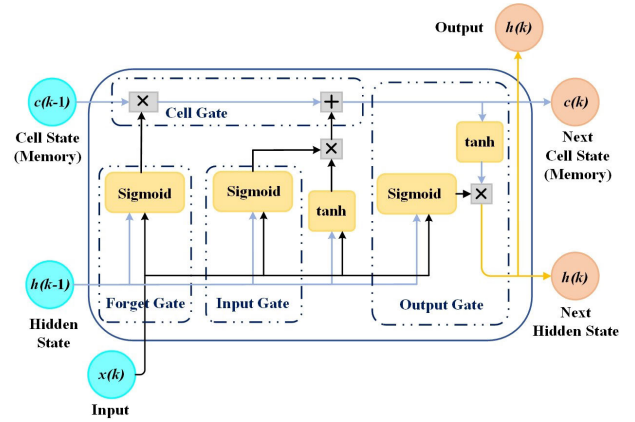 Output
h(k)
c(k-1)
×
+
c(k)
Cell Gate
Cell State
(Memory)
Next
Cell State
(Memory)
tanh
×
Sigmoid
Sigmoid
tanh
Sigmoid
×
h(k-1)
h(k)
Forget Gate
Input Gate
Output Gate
Hidden
State
Next
Hidden State
x(k)
Input